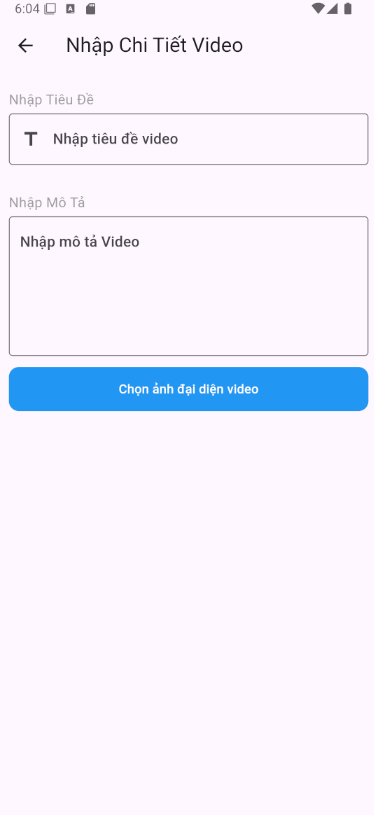 6:04
Nhập Chi Tiết Video
Nhập Tiêu Đề
Nhập tiêu đề video
Nhập Mô Tả
Nhập mô tả Video
Chọn ảnh đại diện video